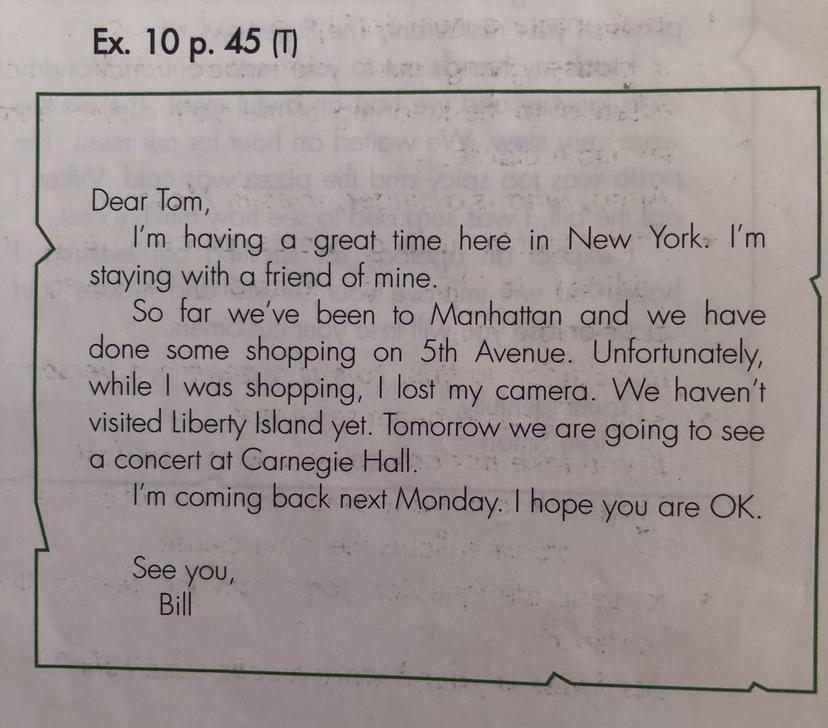 Ex. 10 p. 45 (T)
Dear Tom,
I'm having a great time here in New York. I'm
staying with a friend of mine.
So far we've been to Manhattan and we have
done some shopping on 5th Avenue. Unfortunately,
while I was shopping, I lost my camera. We haven't
visited Liberty Island yet. Tomorrow we are going to see
a concert at Carnegie Hall.
I'm coming back next Monday. I hope you are OK.
See you,
Bill